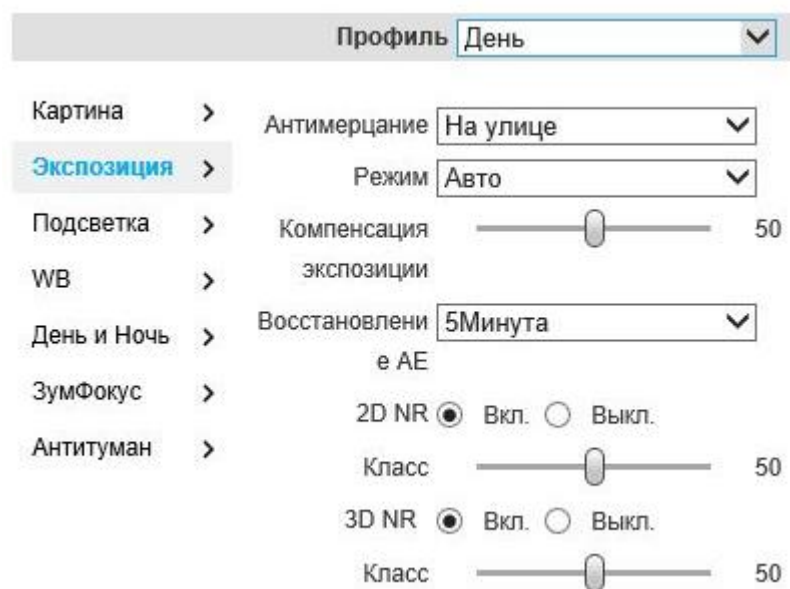 Профиль День
Картина
Экспозиция
Подсветка
WB
День и Ночь
ЗумФокус
Антитуман
Антимерцание На улице
Режим Авто
Компенсация 50
экспозиции
Восстановлени 5Минута
е AE
2D NR Вкл. Выкл.
Класс 50
3D NR Вкл. Выкл.
Класс 50